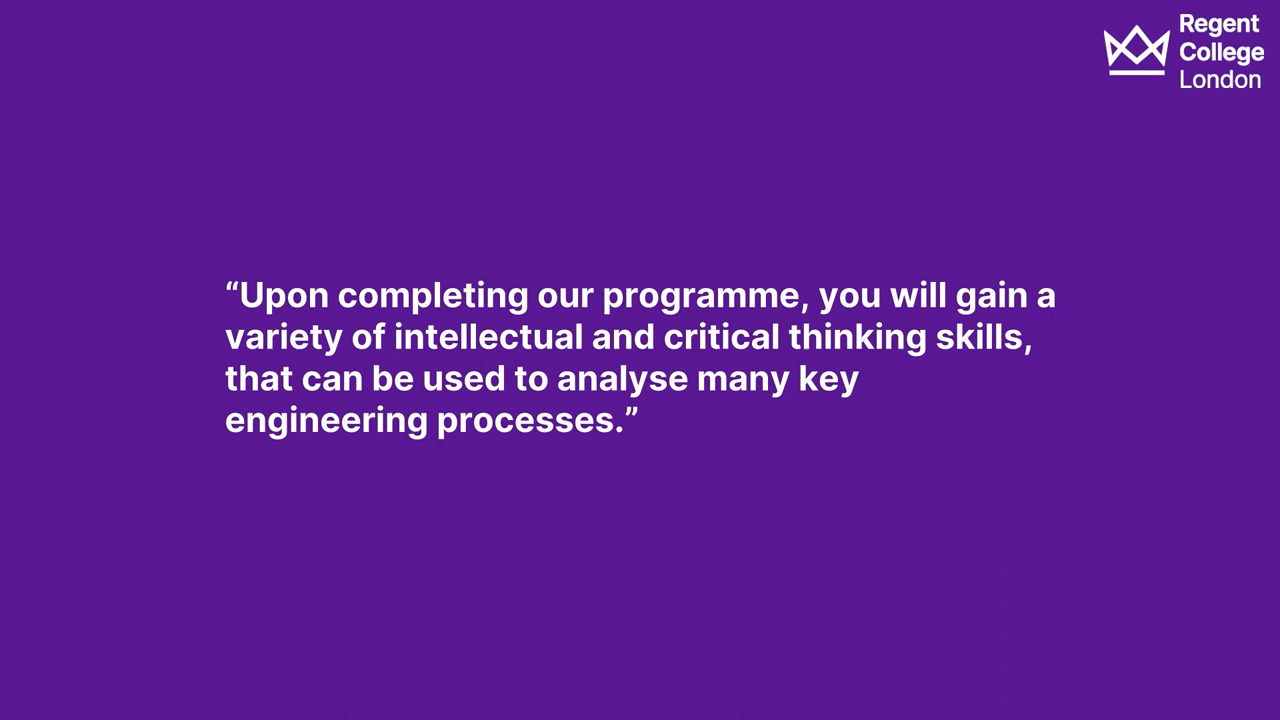 Regent
College
London
“Upon completing our programme, you will gain a
variety of intellectual and critical thinking skills,
that can be used to analyse many key
engineering processes.”